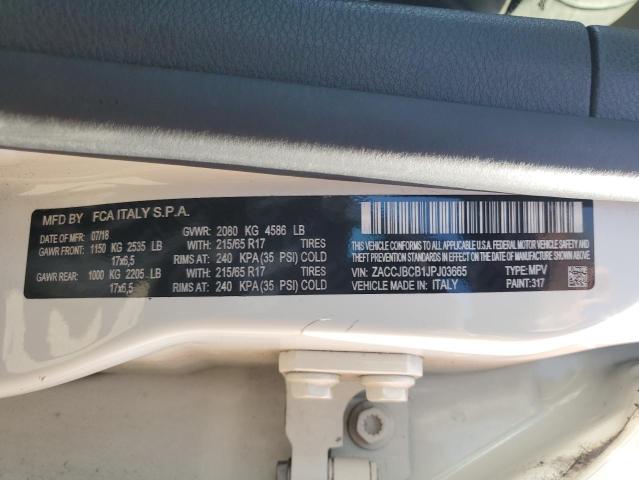 MFD BY FCA ITALY S.P.A.
DATE OF MFR: 07/18 GVWR: 2080 KG 4586 LB
GAWR FRONT: 1150 KG 2535 LB WITH: 215/65 R17 TIRES
17x6,5 RIMS AT: 240 KPA(35 PSI) COLD
GAWR REAR: 1000 KG 2205 LB WITH: 215/65 R17 TIRES
17x6,5 RIMS AT: 240 KPA(35 PSI) COLD
THIS VEHICLE CONFORMS TO ALL APPLICABLE U.S.A. FEDERAL MOTOR VEHICLE SAFETY, BUMPER, AND
THEFT PREVENTION STANDARDS IN EFFECT ON THE DATE OF MANUFACTURE SHOWN ABOVE.
VIN: ZACCJBCB1JPJ03665 TYPE: MPV
VEHICLE MADE IN: ITALY PAINT: 317